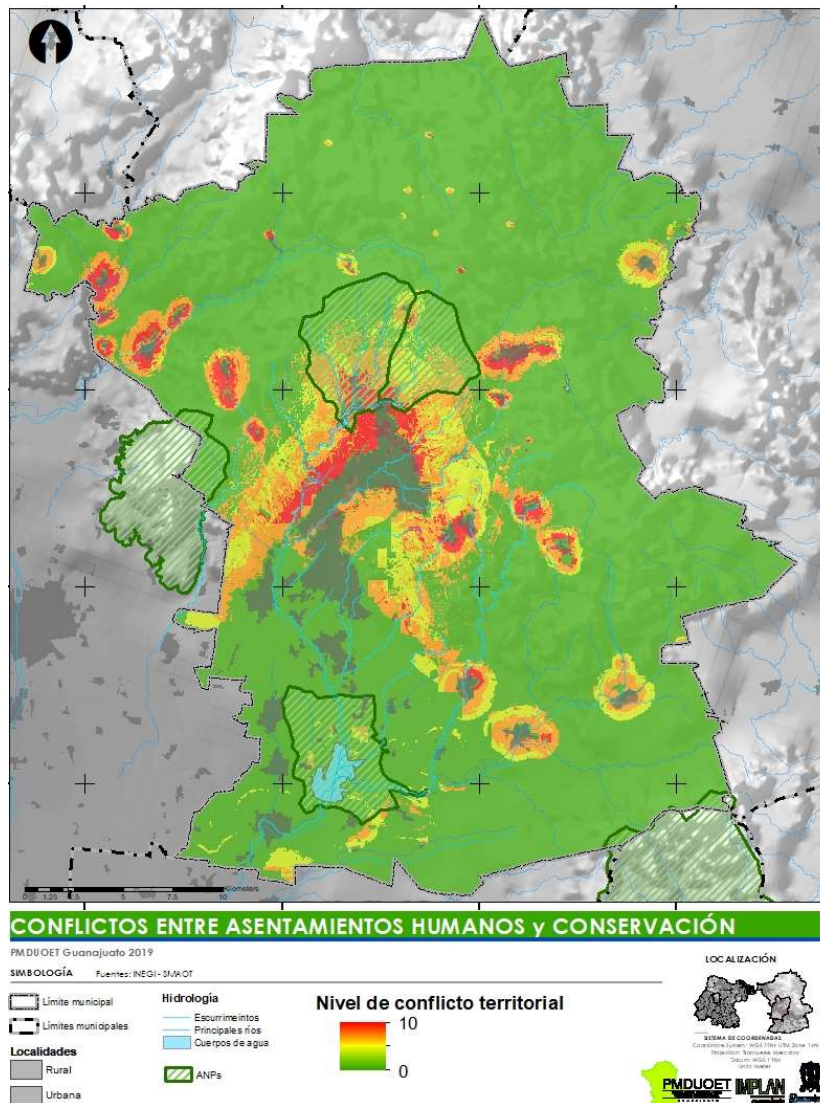 0 1.25 2.5 5 7.5 10
Kilometers
CONFLICTOS ENTRE ASENTAMIENTOS HUMANOS y CONSERVACIÓN
PMDUOET Guanajuato 2019
SIMBOLOGÍA Fuentes: INEGI - SMAOT
Límite municipal
Límites municipales
Localidades
Rural
Urbana
Hidrología
Escurrimeintos
Principales ríos
Cuerpos de agua
ANPs
Nivel de conflicto territorial
10
0
LOCALIZACIÓN
SISTEMA DE COORDENADAS
PMDUOET
IMPLAN